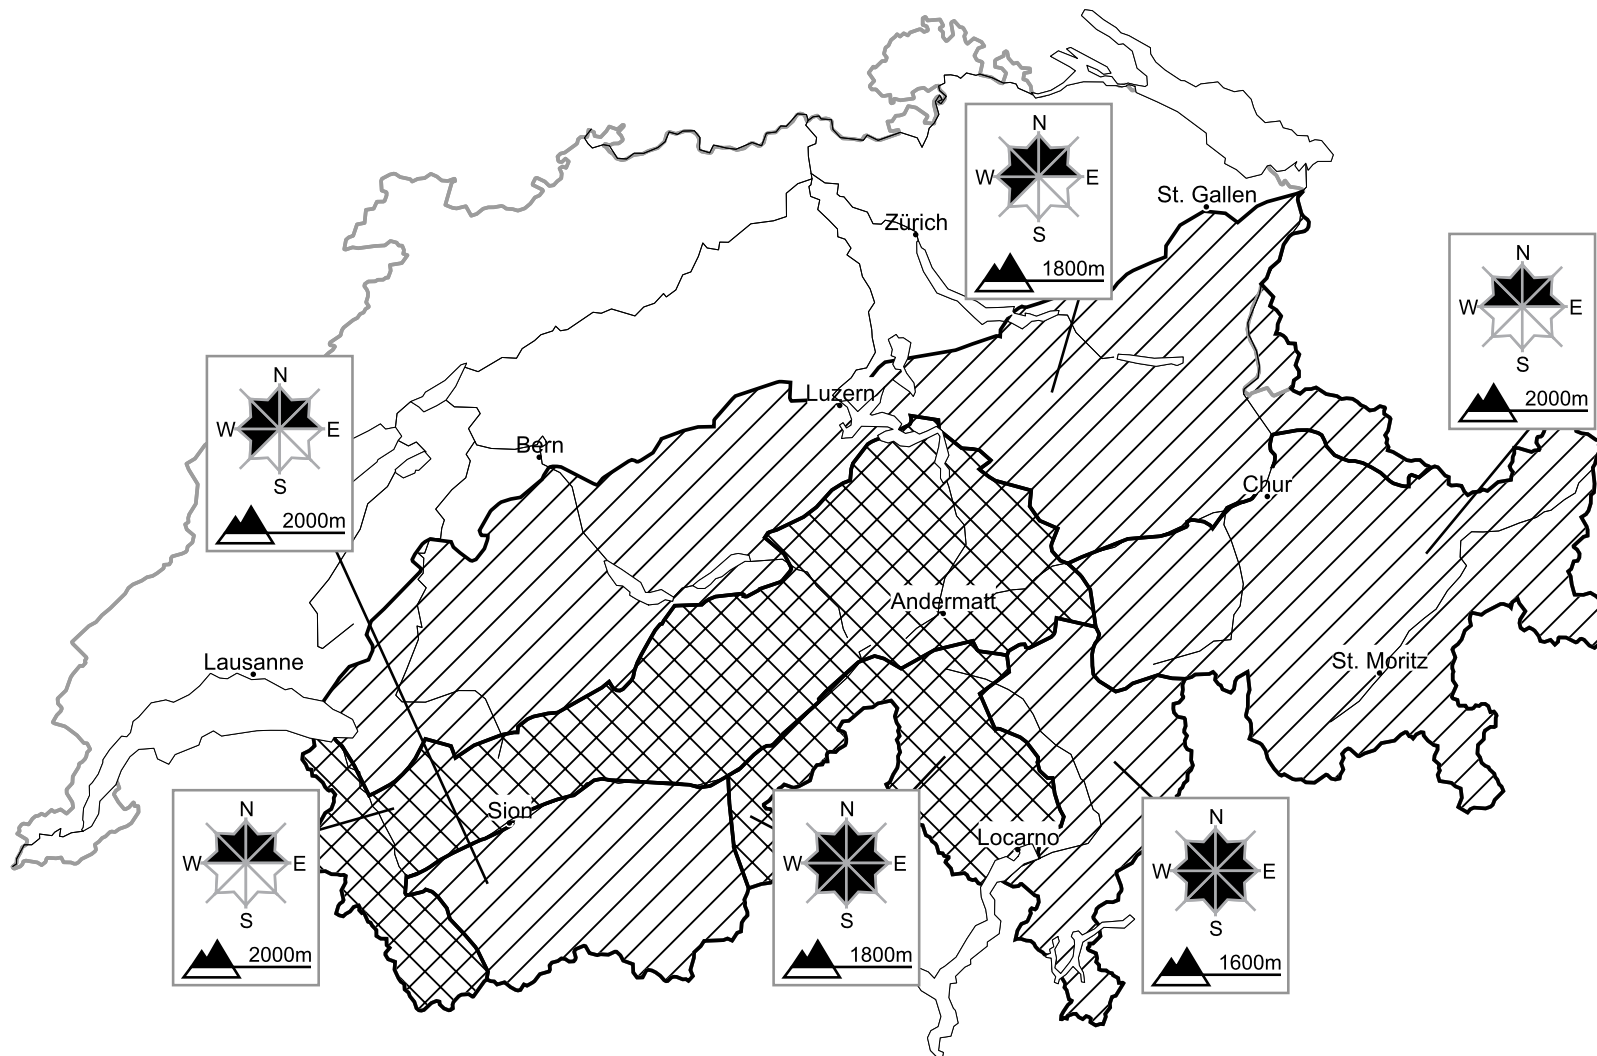 N
W E
S
1800m
St. Gallen
Zürich
N
W E
S
2000m
N
W E
S
2000m
Luzern
Bern
Chur
Andermatt
Lausanne
St. Moritz
Sion
Locarno
N
W E
S
2000m
N
W E
S
1800m
N
W E
S
1600m